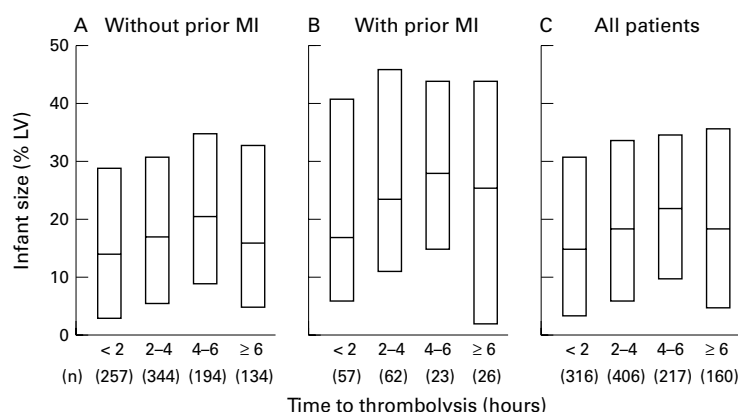 A Without prior MI B With prior MI C All patients
50
40
30
20
10
0
Infant size (% LV)
< 2 2–4 4–6 ≥ 6 < 2 2–4 4–6 ≥ 6 < 2 2–4 4–6 ≥ 6
(n) (257) (344) (194) (134) (57) (62) (23) (26) (316) (406) (217) (160)
Time to thrombolysis (hours)